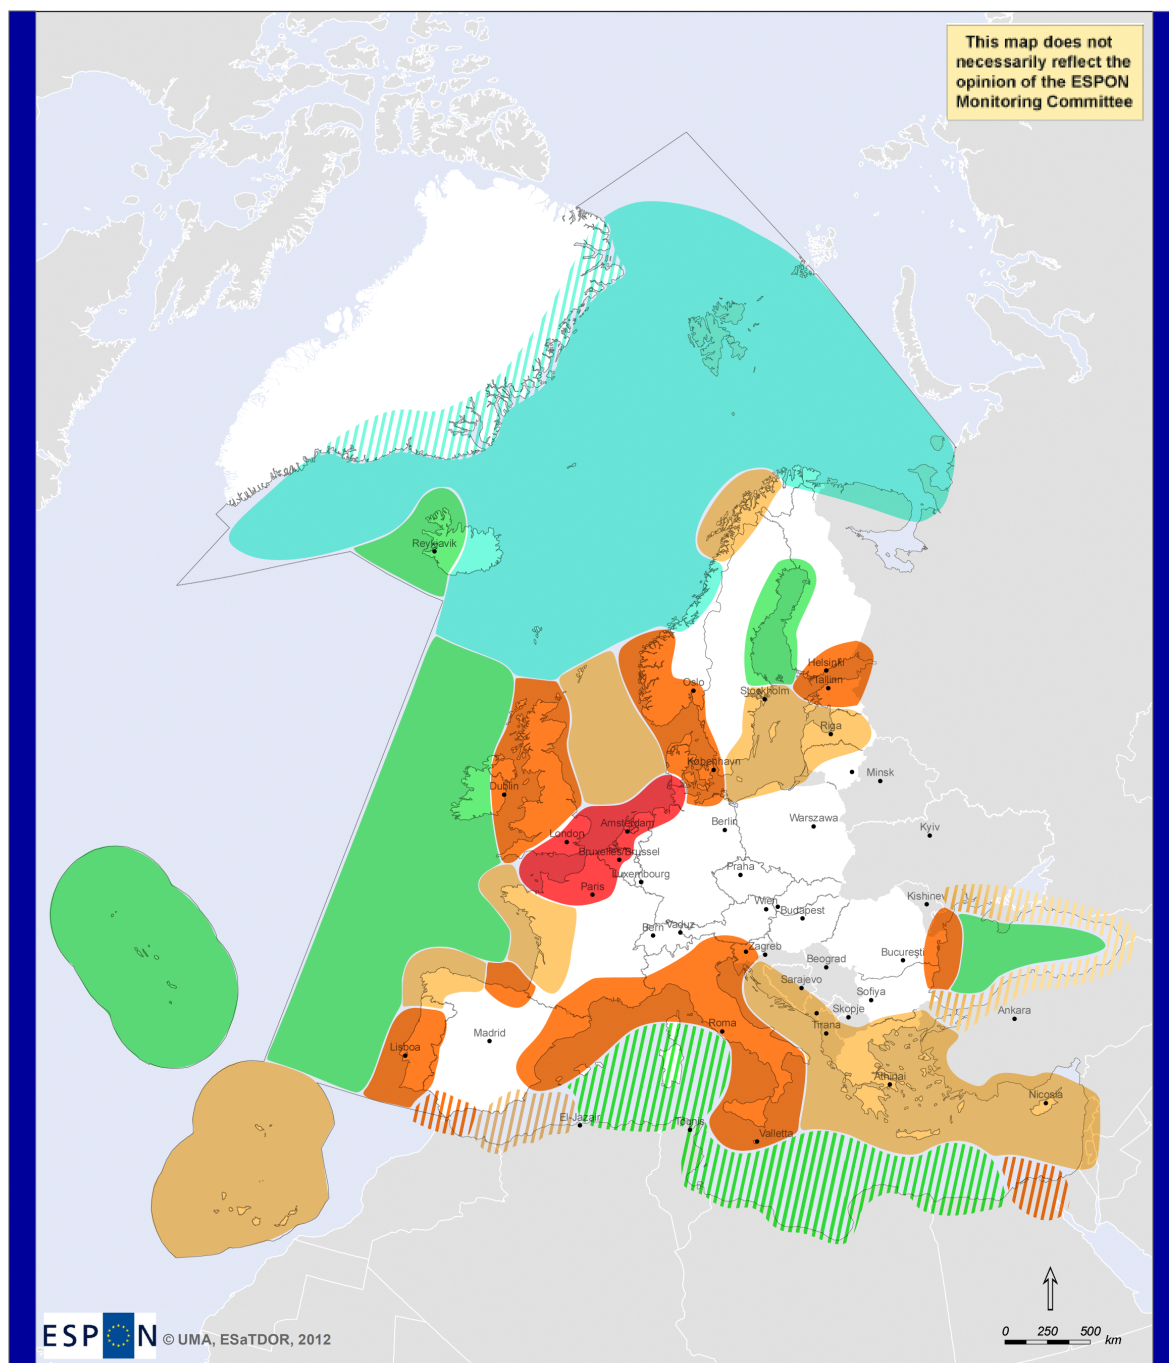 This map does not
necessarily reflect the
opinion of the ESPON
Monitoring Committee
Reykjavik
Helsinki
Tallinn
Oslo
Stockholm
Riga
København
Minsk
Dublin
Amsterdam
London
Berlin
Warszawa
Kyiv
Bruxelles/Brussel
Luxembourg
Praha
Paris
Kishinev
Wien
Budapest
Bern
Vaduz
Zagreb
Beograd
Bucureşti
Sarajevo
Sofiya
Skopje
Ankara
Roma
Tirana
Madrid
Lisboa
Athinai
Nicosia
El-Jazair
Tounis
Valletta
ESPON © UMA, ESaTDOR, 2012
0 250 500
km